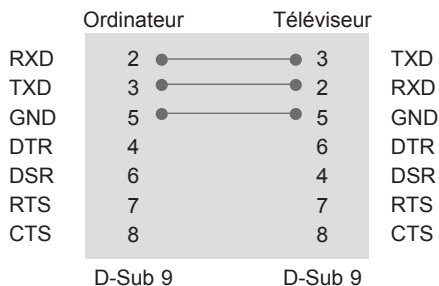 Ordinateur Téléviseur
RXD 2 3 TXD
TXD 3 2 RXD
GND 5 5 GND
DTR 4 6 DTR
DSR 6 4 DSR
RTS 7 7 RTS
CTS 8 8 CTS
D-Sub 9 D-Sub 9